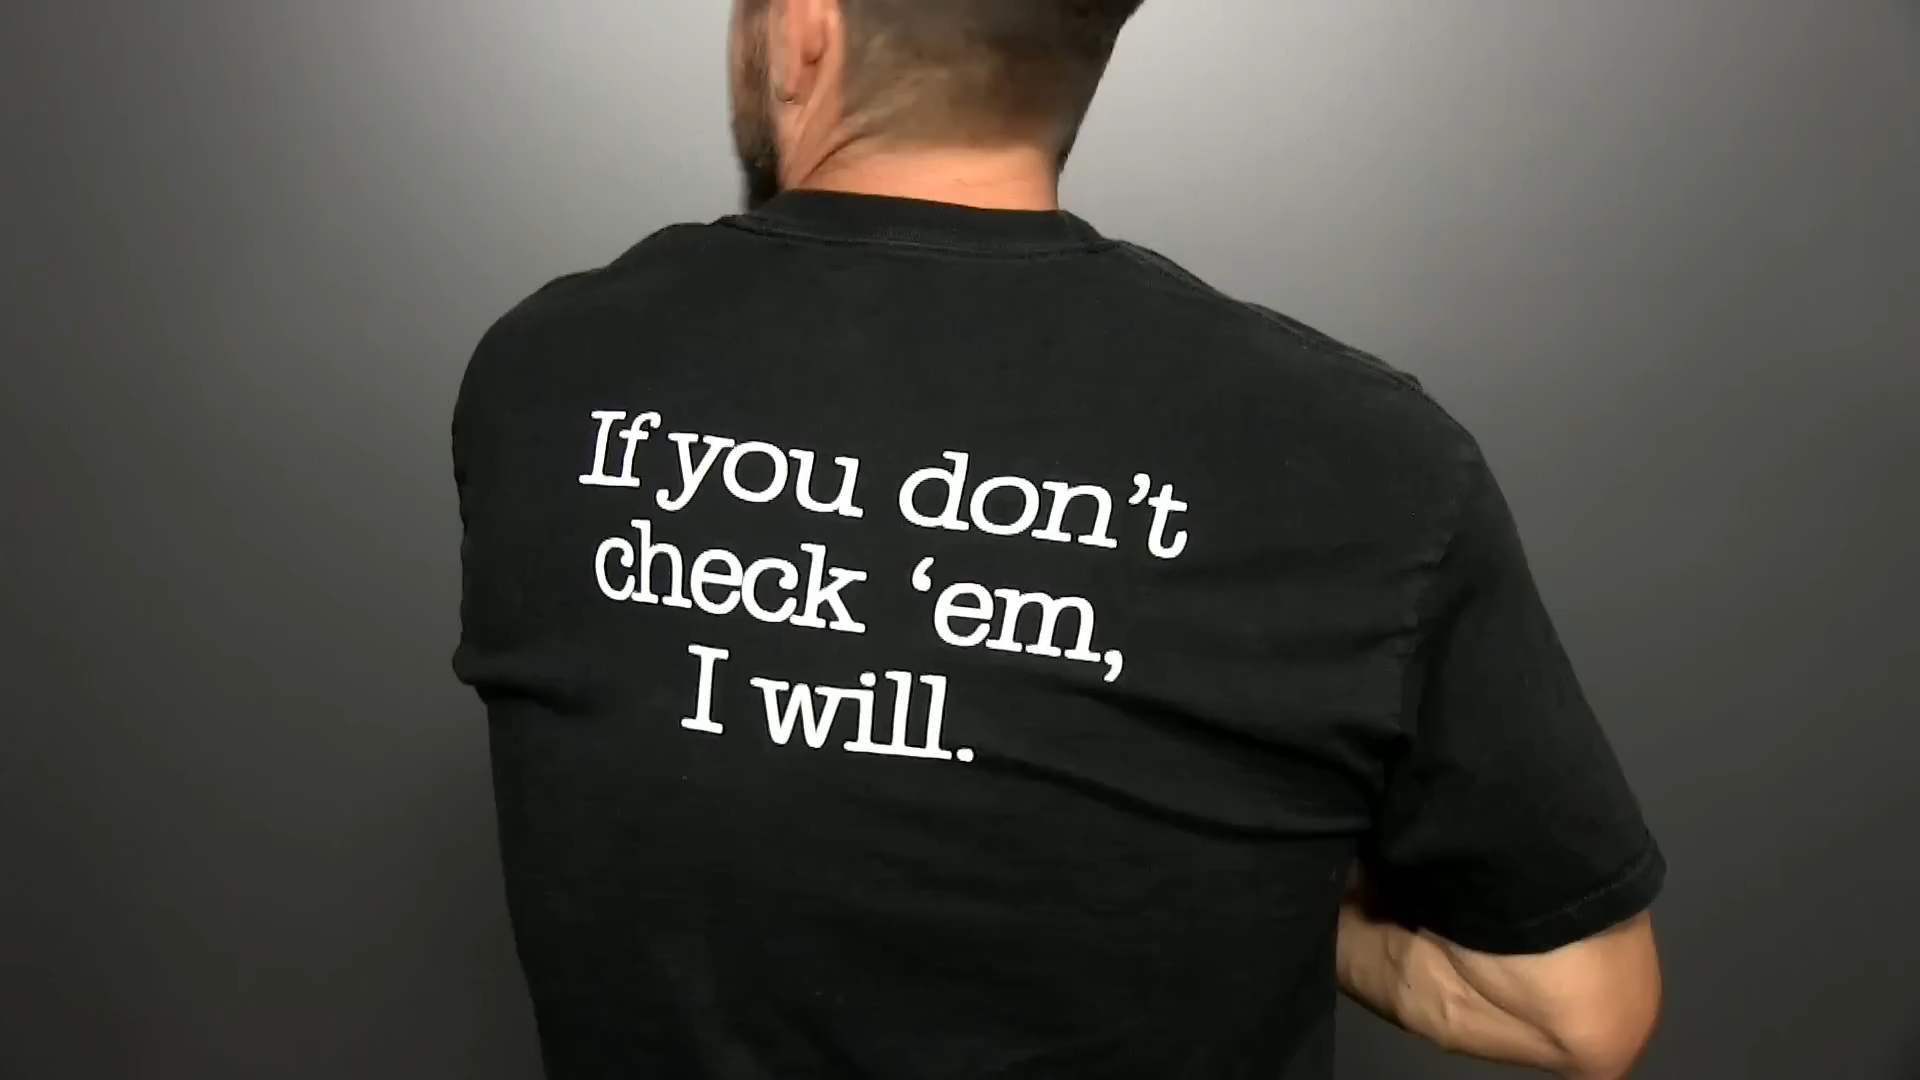 If you don’t
check ‘em,
I will.